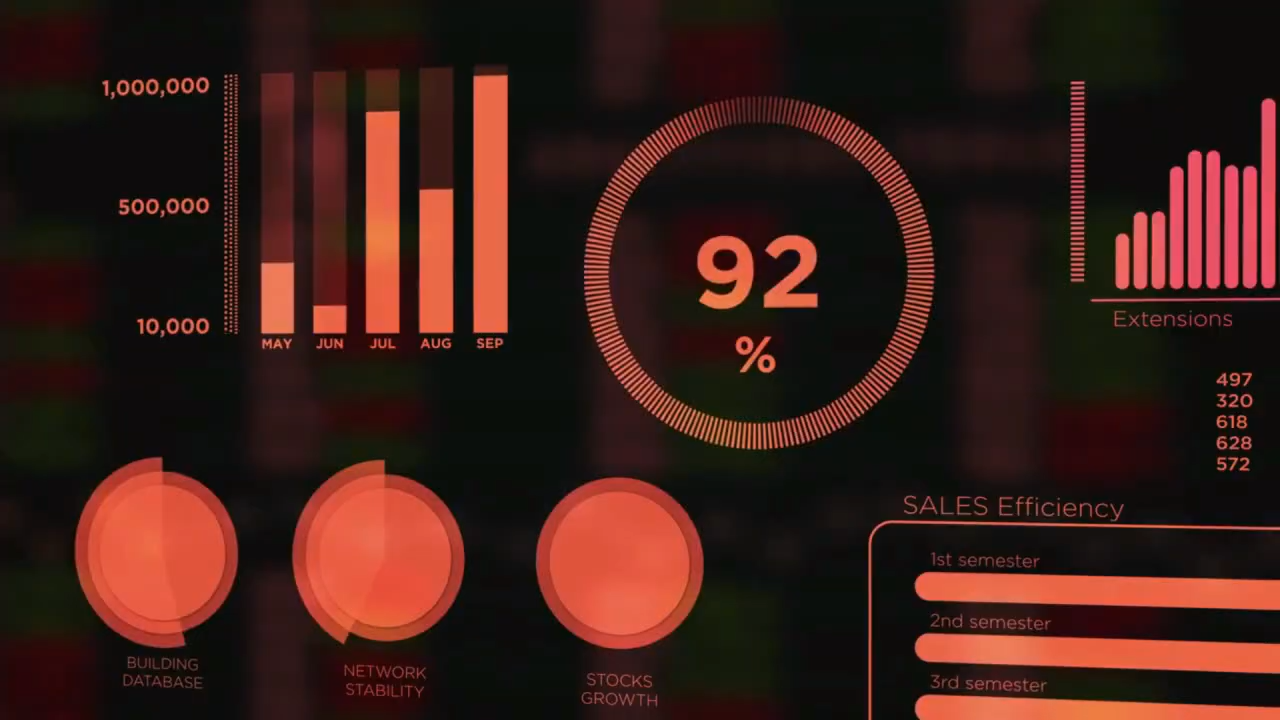 1,000,000
500,000
10,000
MAY JUN JUL AUG SEP
92
%
Extensions
497
320
618
628
572
BUILDING
DATABASE
NETWORK
STABILITY
STOCKS
GROWTH
SALES Efficiency
1st semester
2nd semester
3rd semester